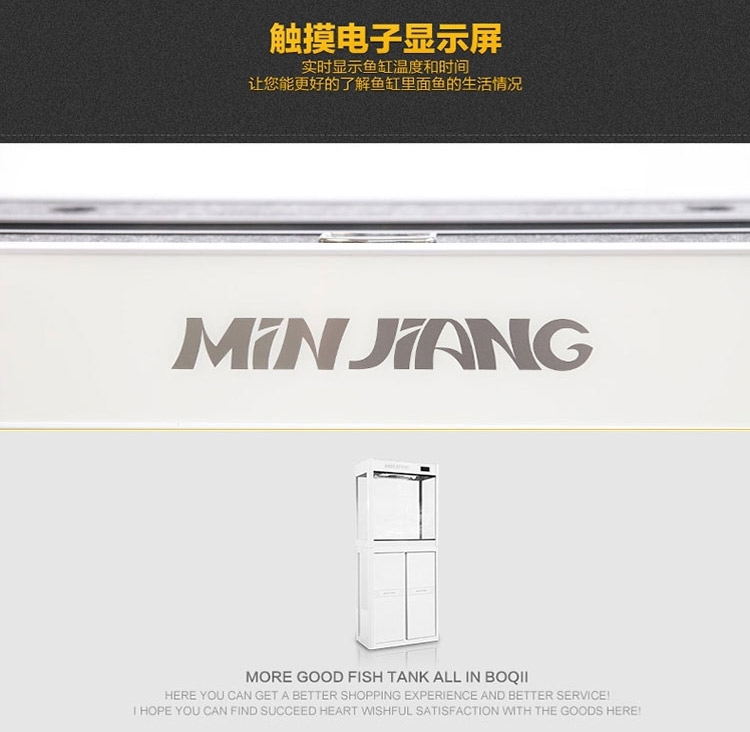 触摸电子显示屏
实时显示鱼缸温度和时间
让您能更好的了解鱼缸里面鱼的生活情况
MINJIANG
MORE GOOD FISH TANK ALL IN BOQII
HERE YOU CAN GET A BETTER SHOPPING EXPERIENCE AND BETTER SERVICE!
I HOPE YOU CAN FIND SUCCEED HEART WISHFUL SATISFACTION WITH THE GOODS HERE!